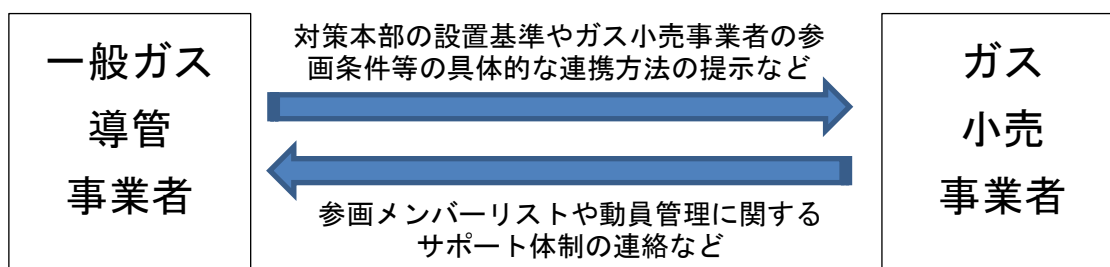 一般ガス
導管
事業者
対策本部の設置基準やガス小売事業者の参
画条件等の具体的な連携方法の提示など
参画メンバーリストや動員管理に関する
サポート体制の連絡など
ガス
小売
事業者